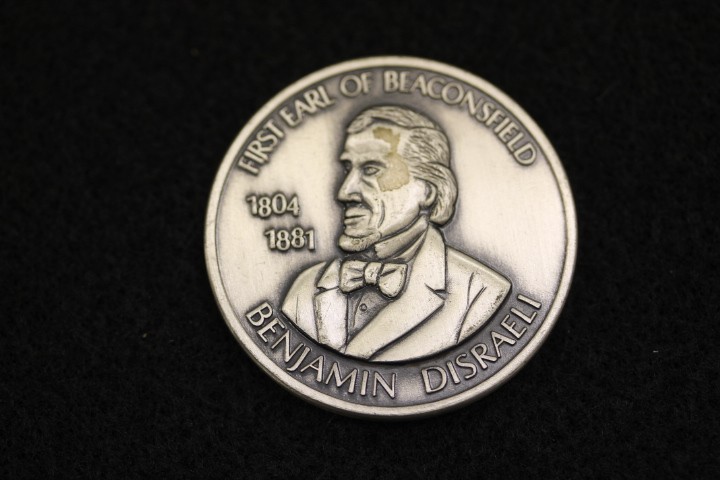 FIRST EARL OF BEACONSFIELD
1804
1881
BENJAMIN DISRAELI